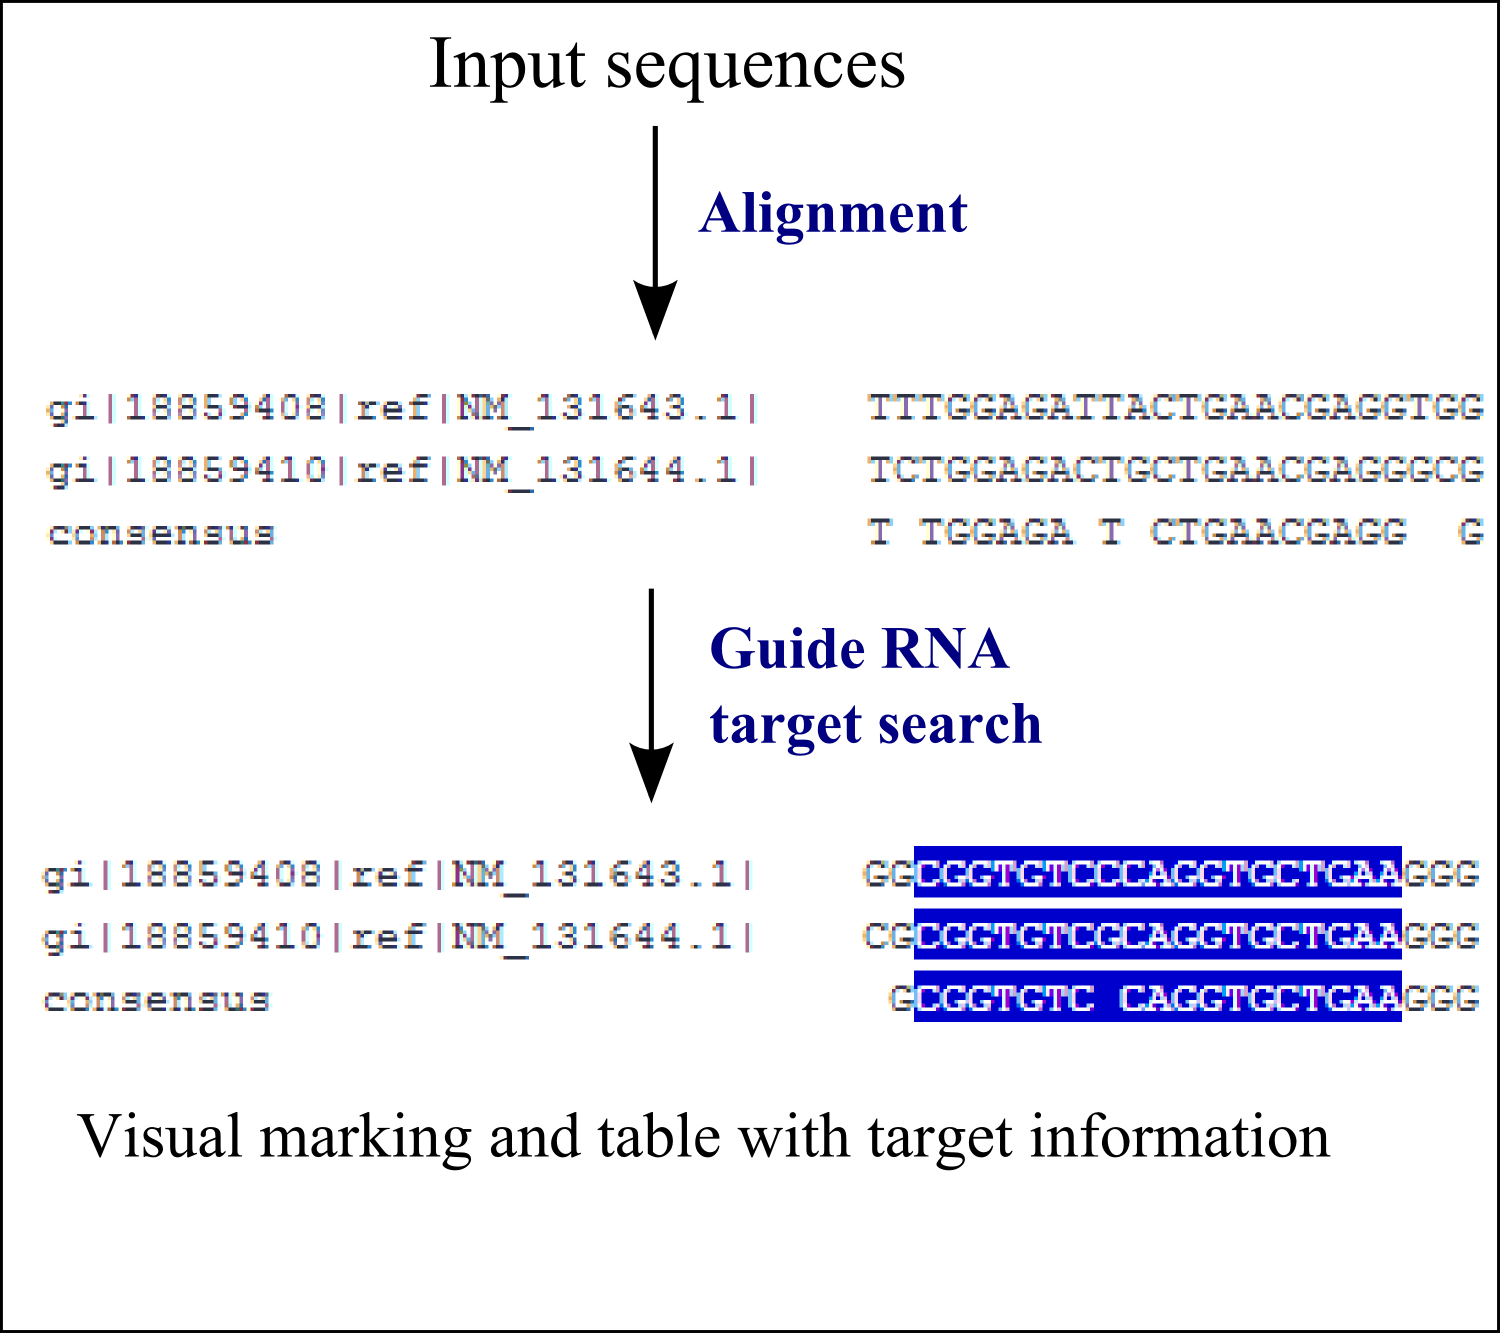 Input sequences
Alignment
gi|18859408|ref|NM_131643.1| TTTGGAGATTACTGAACGAGGTGG
gi|18859410|ref|NM_131644.1| TCTGGAGACTGCTGAACGAGGGCG
consensus T TGGAGA T CTGAACGAGG  G
Guide RNA
target search
gi|18859408|ref|NM_131643.1| GGCGGTGTCCCAGGTGCTGAAGGG
gi|18859410|ref|NM_131644.1| CGCGGTGTCGCAGGTGCTGAAGGG
consensus GCGGTGTC CAGGTGCTGAAGGG
Visual marking and table with target information